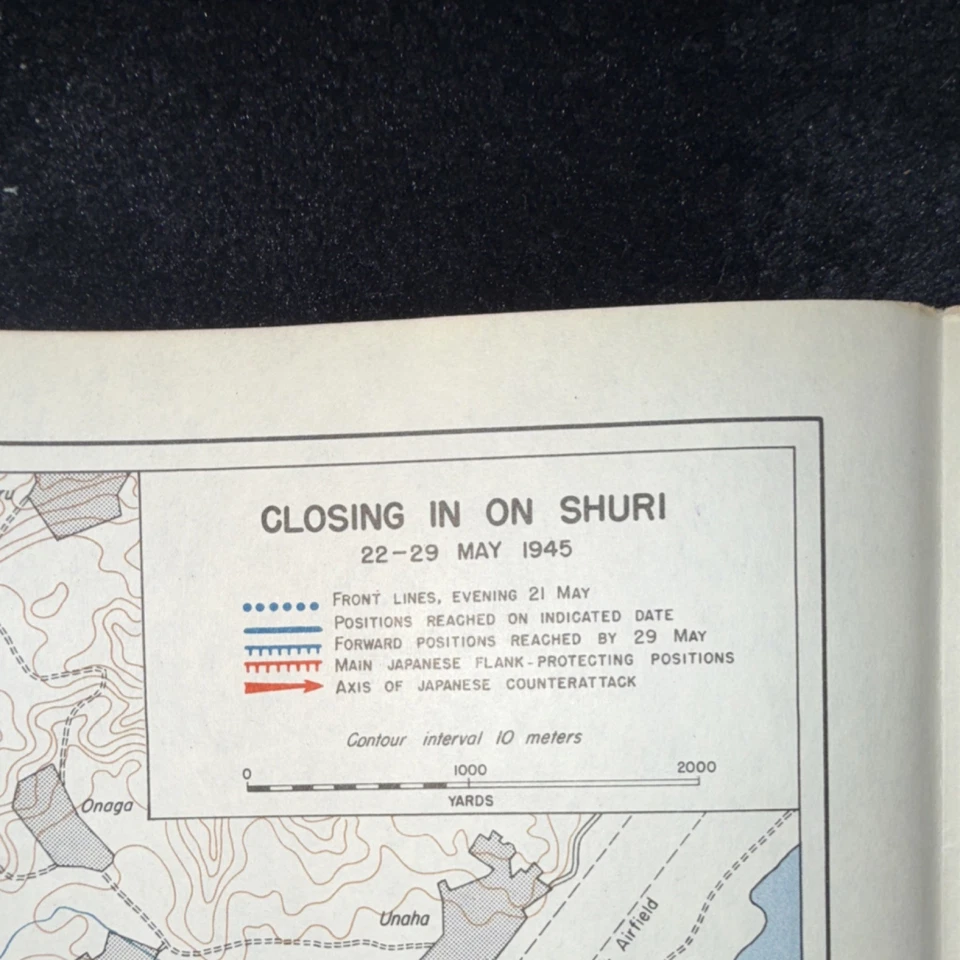 CLOSING IN ON SHURI
22-29 MAY 1945
FRONT LINES, EVENING 21 MAY
POSITIONS REACHED ON INDICATED DATE
FORWARD POSITIONS REACHED BY 29 MAY
MAIN JAPANESE FLANK-PROTECTING POSITIONS
AXIS OF JAPANESE COUNTERATTACK
Contour interval 10 meters
0 1000 2000
YARDS
Onaga
Unaha
Airfield